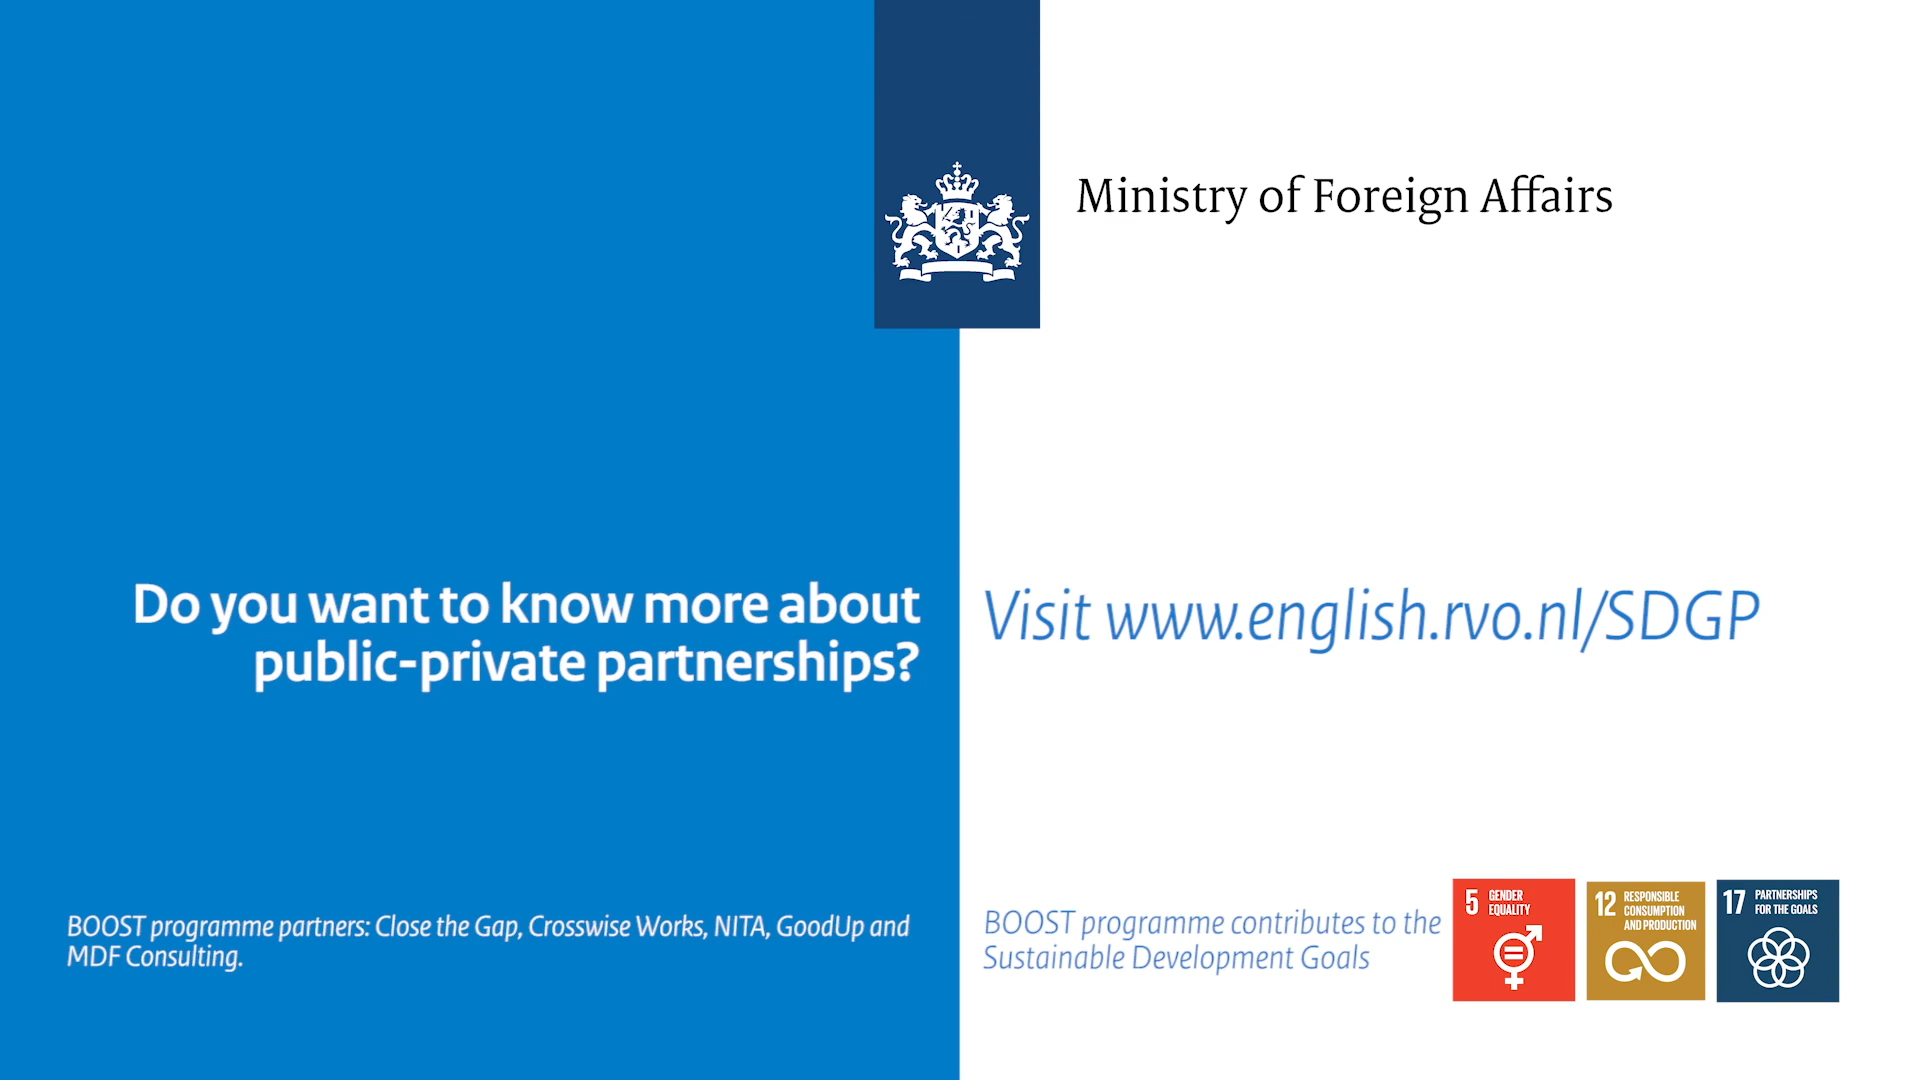 Ministry of Foreign Affairs
Do you want to know more about
public-private partnerships?
Visit www.english.rvo.nl/SDGP
BOOST programme partners: Close the Gap, Crosswise Works, NITA, GoodUp and
MDF Consulting.
BOOST programme contributes to the
Sustainable Development Goals
5 GENDER
EQUALITY
12 RESPONSIBLE
CONSUMPTION
AND PRODUCTION
17 PARTNERSHIPS
FOR THE GOALS